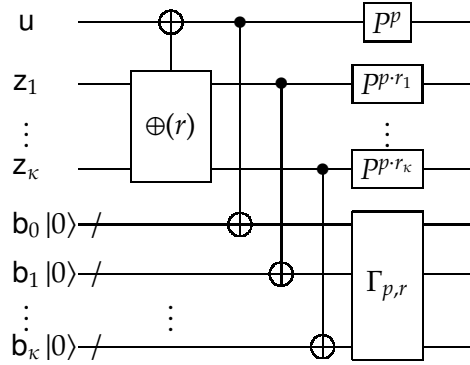 u P^p
z_1 P^{p·r_1}
⋮ ⊕(r) ⋮
z_κ P^{p·r_κ}
b_0 |0⟩
b_1 |0⟩ Γ_{p,r}
⋮ ⋮
b_κ |0⟩